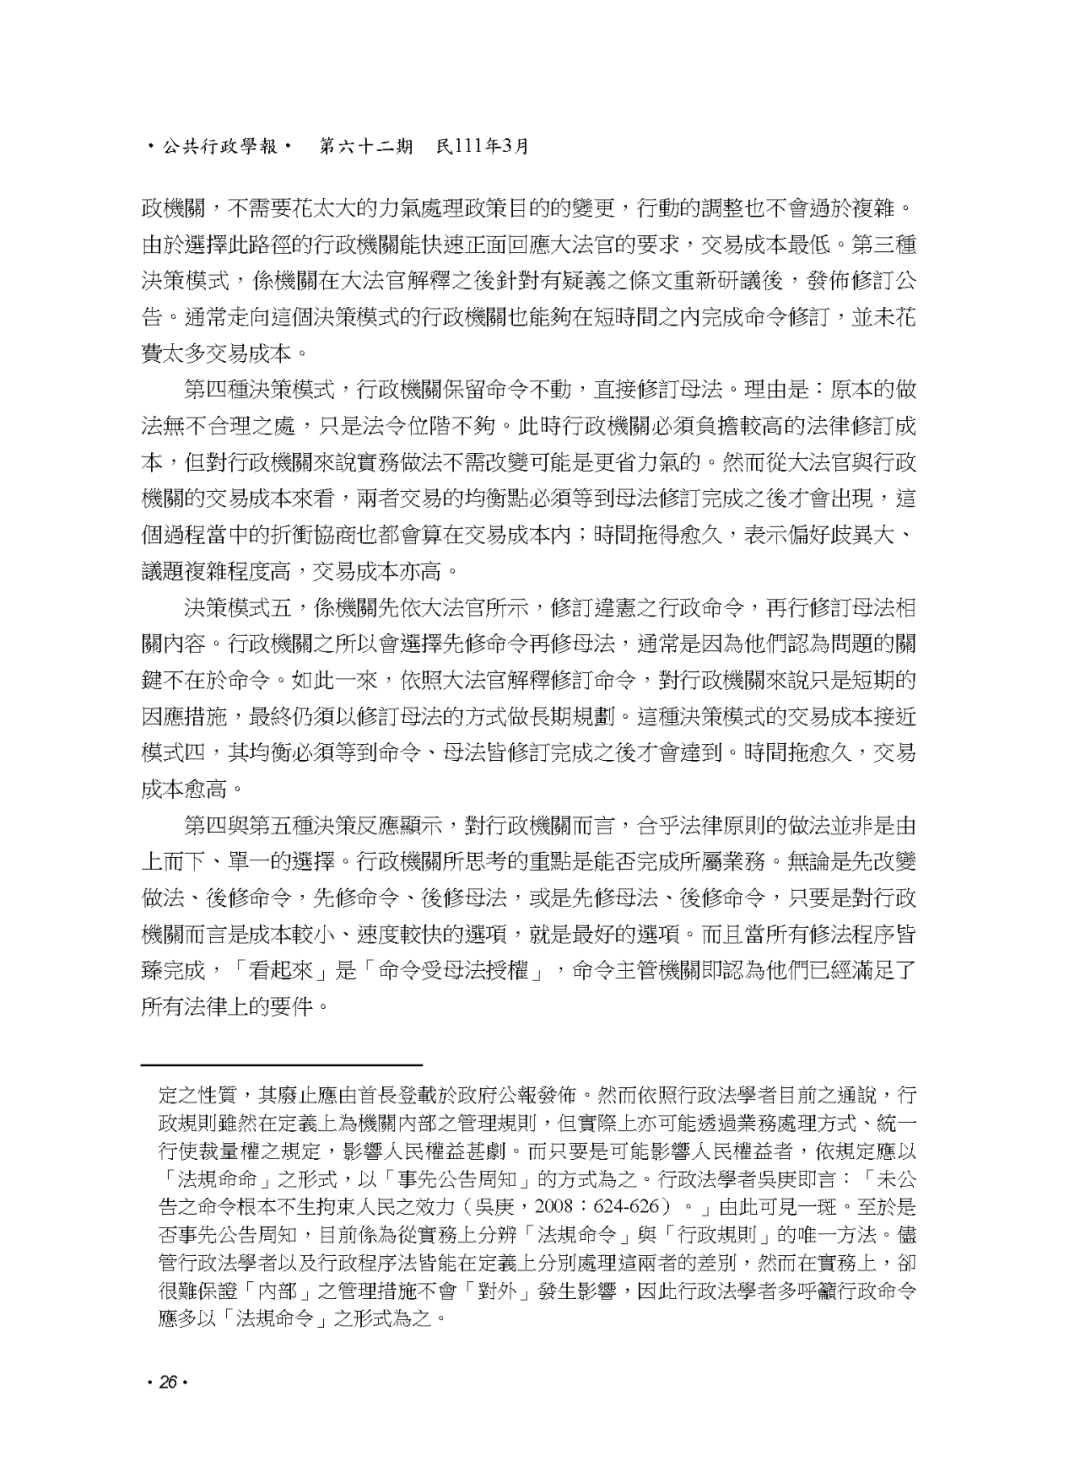 •公共行政學報• 第六十二期 民111年3月
政機關，不需要花太大的力氣處理政策目的的變更，行動的調整也不會過於複雜。
由於選擇此路徑的行政機關能快速正面回應大法官的要求，交易成本最低。第三種
決策模式，係機關在大法官解釋之後針對有疑義之條文重新研議後，發佈修訂公
告。通常走向這個決策模式的行政機關也能夠在短時間之內完成命令修訂，並未花
費太多交易成本。
第四種決策模式，行政機關保留命令不動，直接修訂母法。理由是：原本的做
法無不合理之處，只是法令位階不夠。此時行政機關必須負擔較高的法律修訂成
本，但對行政機關來說實務做法不需改變可能是更省力氣的。然而從大法官與行政
機關的交易成本來看，兩者交易的均衡點必須等到母法修訂完成之後才會出現，這
個過程當中的折衝協商也都會算在交易成本內；時間拖得愈久，表示偏好歧異大、
議題複雜程度高，交易成本亦高。
決策模式五，係機關先依大法官所示，修訂違憲之行政命令，再行修訂母法相
關內容。行政機關之所以會選擇先修命令再修母法，通常是因為他們認為問題的關
鍵不在於命令。如此一來，依照大法官解釋修訂命令，對行政機關來說只是短期的
因應措施，最終仍須以修訂母法的方式做長期規劃。這種決策模式的交易成本接近
模式四，其均衡必須等到命令、母法皆修訂完成之後才會達到。時間拖愈久，交易
成本愈高。
第四與第五種決策反應顯示，對行政機關而言，合乎法律原則的做法並非是由
上而下、單一的選擇。行政機關所思考的重點是能否完成所屬業務。無論是先改變
做法、後修命令，先修命令、後修母法，或是先修母法、後修命令，只要是對行政
機關而言是成本較小、速度較快的選項，就是最好的選項。而且當所有修法程序皆
臻完成，「看起來」是「命令受母法授權」，命令主管機關即認為他們已經滿足了
所有法律上的要件。
定之性質，其廢止應由首長登載於政府公報發佈。然而依照行政法學者目前之通說，行
政規則雖然在定義上為機關內部之管理規則，但實際上亦可能透過業務處理方式、統一
行使裁量權之規定，影響人民權益甚劇。而只要是可能影響人民權益者，依規定應以
「法規命命」之形式，以「事先公告周知」的方式為之。行政法學者吳庚即言：「未公
告之命令根本不生拘束人民之效力（吳庚，2008：624-626）。」由此可見一斑。至於是
否事先公告周知，目前係為從實務上分辨「法規命令」與「行政規則」的唯一方法。儘
管行政法學者以及行政程序法皆能在定義上分別處理這兩者的差別，然而在實務上，卻
很難保證「內部」之管理措施不會「對外」發生影響，因此行政法學者多呼籲行政命令
應多以「法規命令」之形式為之。
•26•